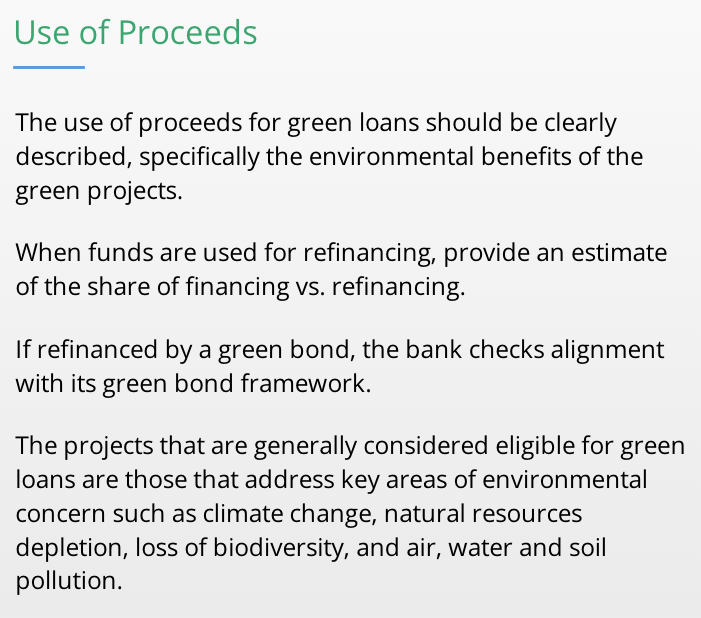 Use of Proceeds
The use of proceeds for green loans should be clearly
described, specifically the environmental benefits of the
green projects.
When funds are used for refinancing, provide an estimate
of the share of financing vs. refinancing.
If refinanced by a green bond, the bank checks alignment
with its green bond framework.
The projects that are generally considered eligible for green
loans are those that address key areas of environmental
concern such as climate change, natural resources
depletion, loss of biodiversity, and air, water and soil
pollution.